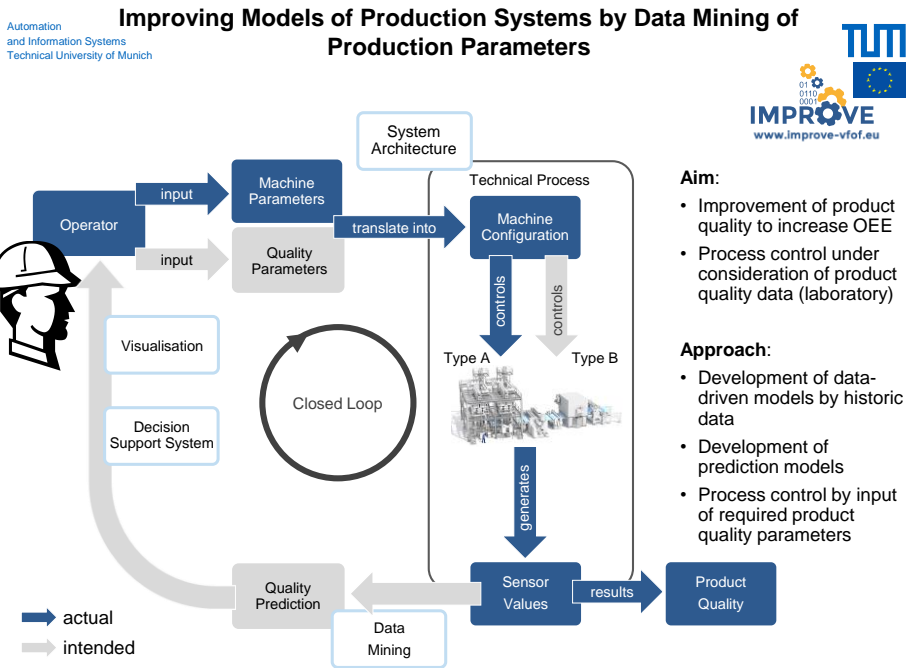 Automation
and Information Systems
Technical University of Munich
Improving Models of Production Systems by Data Mining of
Production Parameters
TUM
01
0110
0001
IMPROVE
www.improve-vfof.eu
System
Architecture
Technical Process
Operator
input
Machine
Parameters
translate into
Machine
Configuration
input
Quality
Parameters
controls
controls
Type A
Type B
Visualisation
Decision
Support System
Closed Loop
generates
Quality
Prediction
Data
Mining
Sensor
Values
results
Product
Quality
actual
intended
Aim:
• Improvement of product
quality to increase OEE
• Process control under
consideration of product
quality data (laboratory)
Approach:
• Development of data-
driven models by historic
data
• Development of
prediction models
• Process control by input
of required product
quality parameters